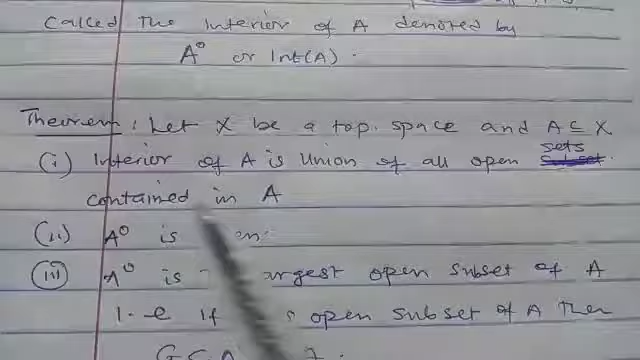 called The Interior of A denoted by
A° or Int(A).
Theorem: Let X be a top. space and A ⊆ X
(i) Interior of A is Union of all open sets
contained in A
(ii) A° is
(iii) A° is largest open subset of A
i.e if open subset of A then
G ⊆ A